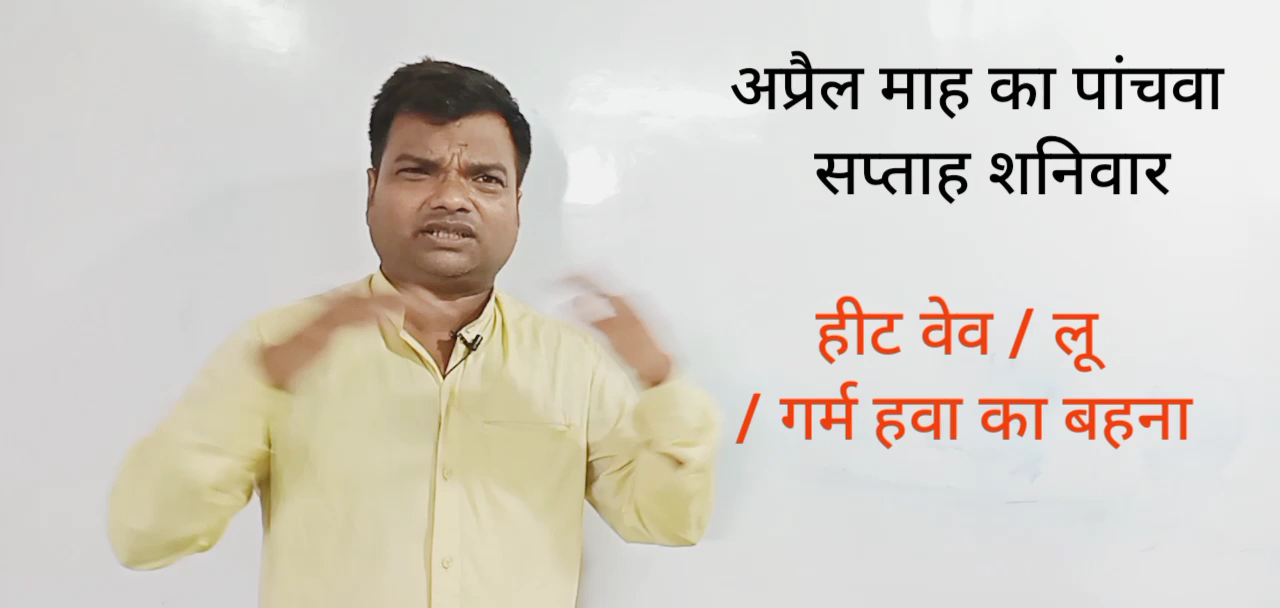 अप्रैल माह का पांचवा
सप्ताह शनिवार
हीट वेव / लू
/ गर्म हवा का बहना